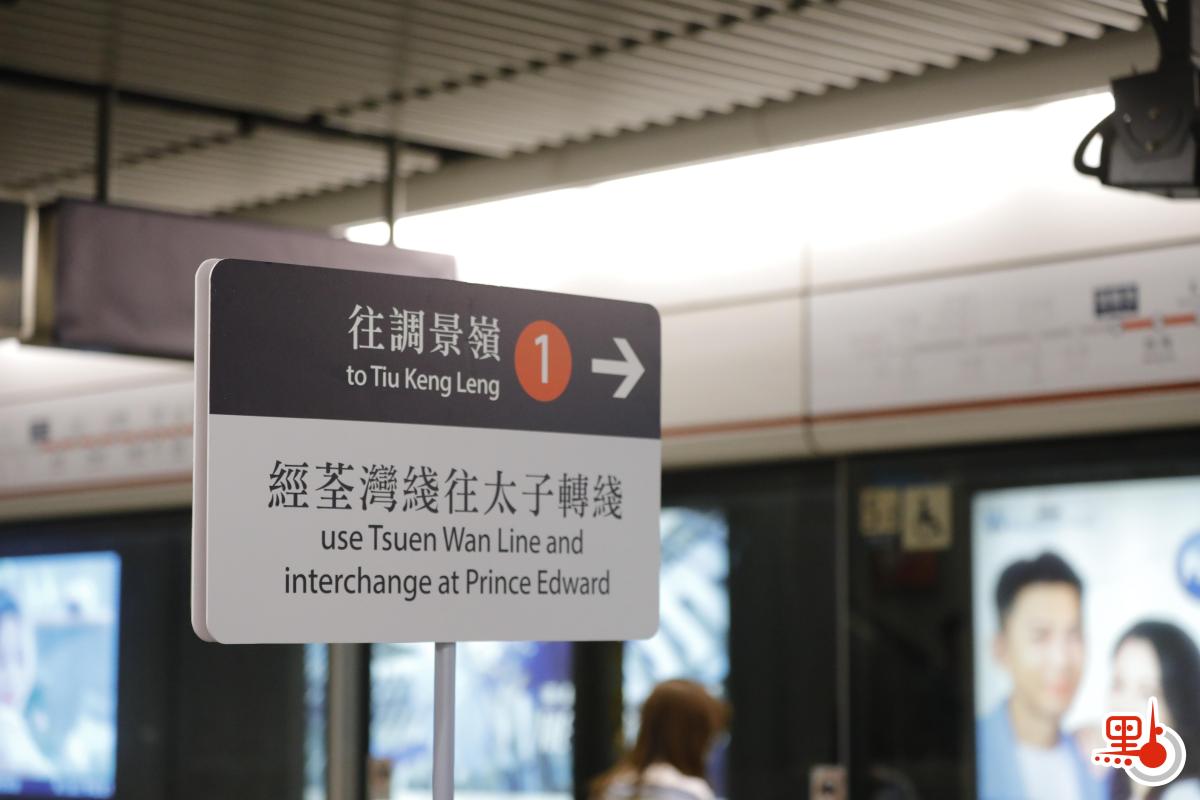 往調景嶺
to Tiu Keng Leng
1
經荃灣綫往太子轉綫
use Tsuen Wan Line and
interchange at Prince Edward
點